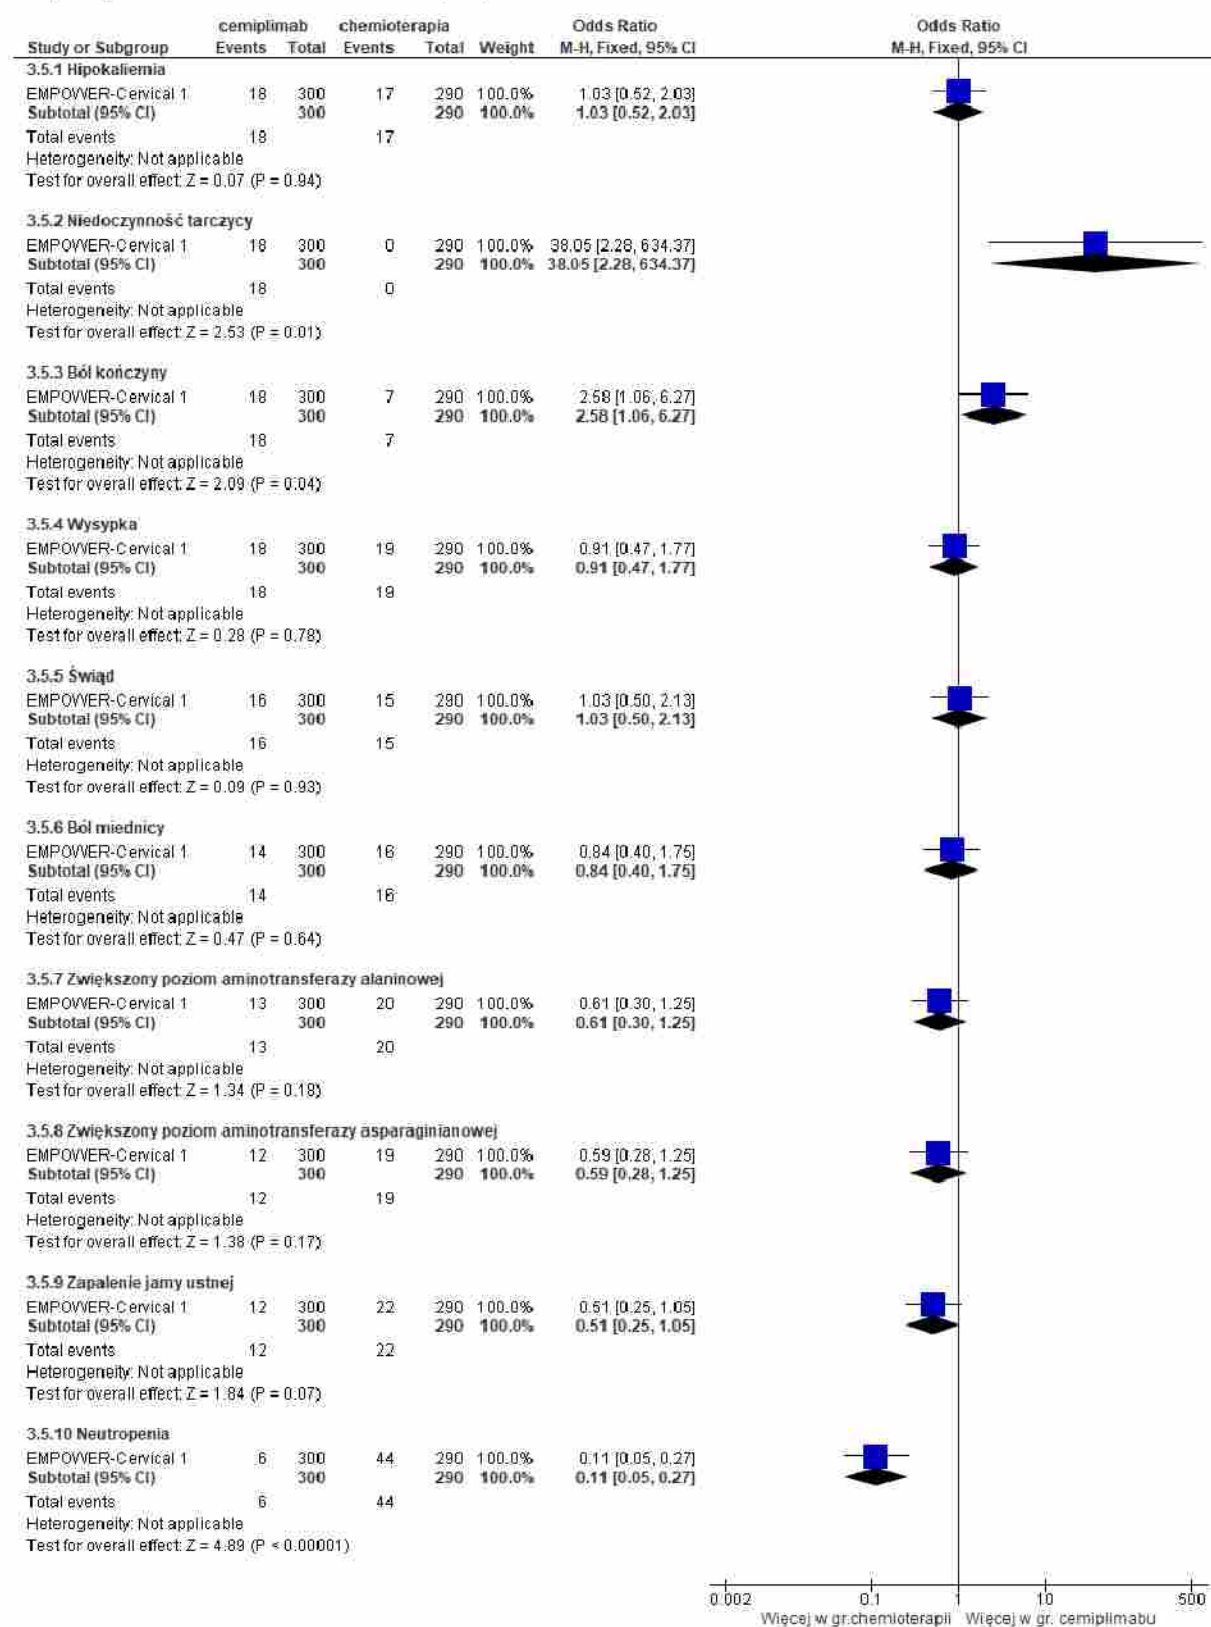 cemiplimab chemioterapia Odds Ratio Odds Ratio
Study or Subgroup Events Total Events Total Weight M-H, Fixed, 95% CI M-H, Fixed, 95% CI
3.5.1 Hipokaliemia
EMPOWER-Cervical 1 18 300 17 290 100.0% 1.03 [0.52, 2.03]
Subtotal (95% CI) 300 290 100.0% 1.03 [0.52, 2.03]
Total events 18 17
Heterogeneity: Not applicable
Test for overall effect: Z = 0.07 (P = 0.94)
3.5.2 Niedoczynność tarczycy
EMPOWER-Cervical 1 18 300 0 290 100.0% 38.05 [2.28, 634.37]
Subtotal (95% CI) 300 290 100.0% 38.05 [2.28, 634.37]
Total events 18 0
Heterogeneity: Not applicable
Test for overall effect: Z = 2.53 (P = 0.01)
3.5.3 Ból kończyny
EMPOWER-Cervical 1 18 300 7 290 100.0% 2.58 [1.06, 6.27]
Subtotal (95% CI) 300 290 100.0% 2.58 [1.06, 6.27]
Total events 18 7
Heterogeneity: Not applicable
Test for overall effect: Z = 2.09 (P = 0.04)
3.5.4 Wysypka
EMPOWER-Cervical 1 18 300 19 290 100.0% 0.91 [0.47, 1.77]
Subtotal (95% CI) 300 290 100.0% 0.91 [0.47, 1.77]
Total events 18 19
Heterogeneity: Not applicable
Test for overall effect: Z = 0.28 (P = 0.78)
3.5.5 Świąd
EMPOWER-Cervical 1 16 300 15 290 100.0% 1.03 [0.50, 2.13]
Subtotal (95% CI) 300 290 100.0% 1.03 [0.50, 2.13]
Total events 16 15
Heterogeneity: Not applicable
Test for overall effect: Z = 0.09 (P = 0.93)
3.5.6 Ból miednicy
EMPOWER-Cervical 1 14 300 16 290 100.0% 0.84 [0.40, 1.75]
Subtotal (95% CI) 300 290 100.0% 0.84 [0.40, 1.75]
Total events 14 16
Heterogeneity: Not applicable
Test for overall effect: Z = 0.47 (P = 0.64)
3.5.7 Zwiększony poziom aminotransferazy alaninowej
EMPOWER-Cervical 1 13 300 20 290 100.0% 0.61 [0.30, 1.25]
Subtotal (95% CI) 300 290 100.0% 0.61 [0.30, 1.25]
Total events 13 20
Heterogeneity: Not applicable
Test for overall effect: Z = 1.34 (P = 0.18)
3.5.8 Zwiększony poziom aminotransferazy asparaginianowej
EMPOWER-Cervical 1 12 300 19 290 100.0% 0.59 [0.28, 1.25]
Subtotal (95% CI) 300 290 100.0% 0.59 [0.28, 1.25]
Total events 12 19
Heterogeneity: Not applicable
Test for overall effect: Z = 1.38 (P = 0.17)
3.5.9 Zapalenie jamy ustnej
EMPOWER-Cervical 1 12 300 22 290 100.0% 0.51 [0.25, 1.05]
Subtotal (95% CI) 300 290 100.0% 0.51 [0.25, 1.05]
Total events 12 22
Heterogeneity: Not applicable
Test for overall effect: Z = 1.84 (P = 0.07)
3.5.10 Neutropenia
EMPOWER-Cervical 1 6 300 44 290 100.0% 0.11 [0.05, 0.27]
Subtotal (95% CI) 300 290 100.0% 0.11 [0.05, 0.27]
Total events 6 44
Heterogeneity: Not applicable
Test for overall effect: Z = 4.89 (P < 0.00001)
0.002 0.1 1 10 500
Więcej w gr.chemioterapii Więcej w gr. cemiplimabu